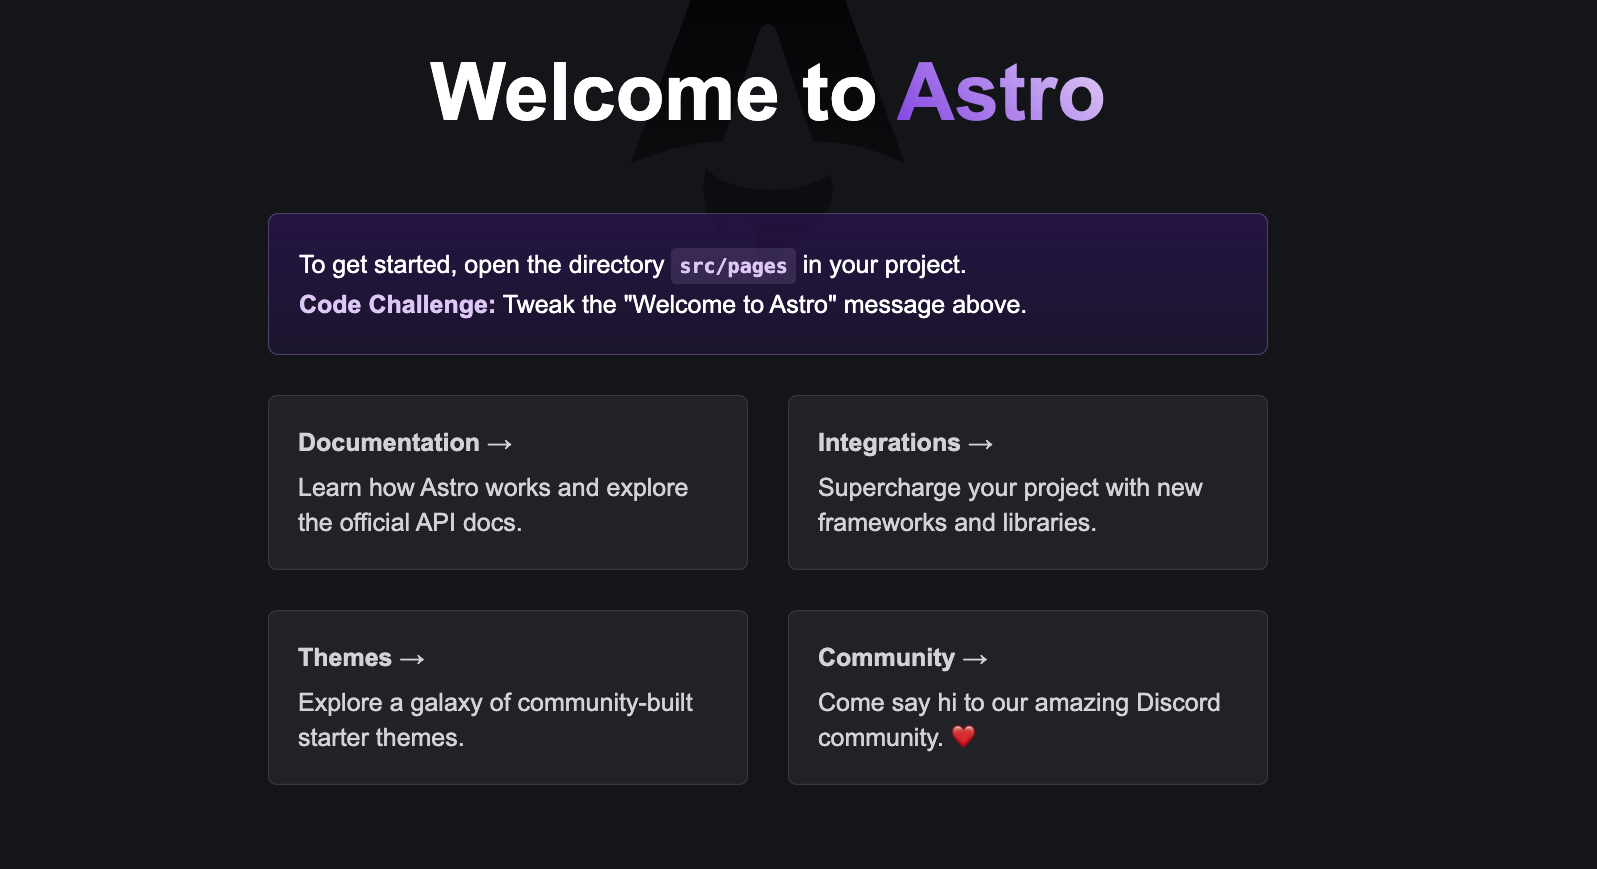 Welcome to Astro
To get started, open the directory src/pages in your project.
Code Challenge: Tweak the "Welcome to Astro" message above.
Documentation →
Learn how Astro works and explore
the official API docs.
Integrations →
Supercharge your project with new
frameworks and libraries.
Themes →
Explore a galaxy of community-built
starter themes.
Community →
Come say hi to our amazing Discord
community. ❤️